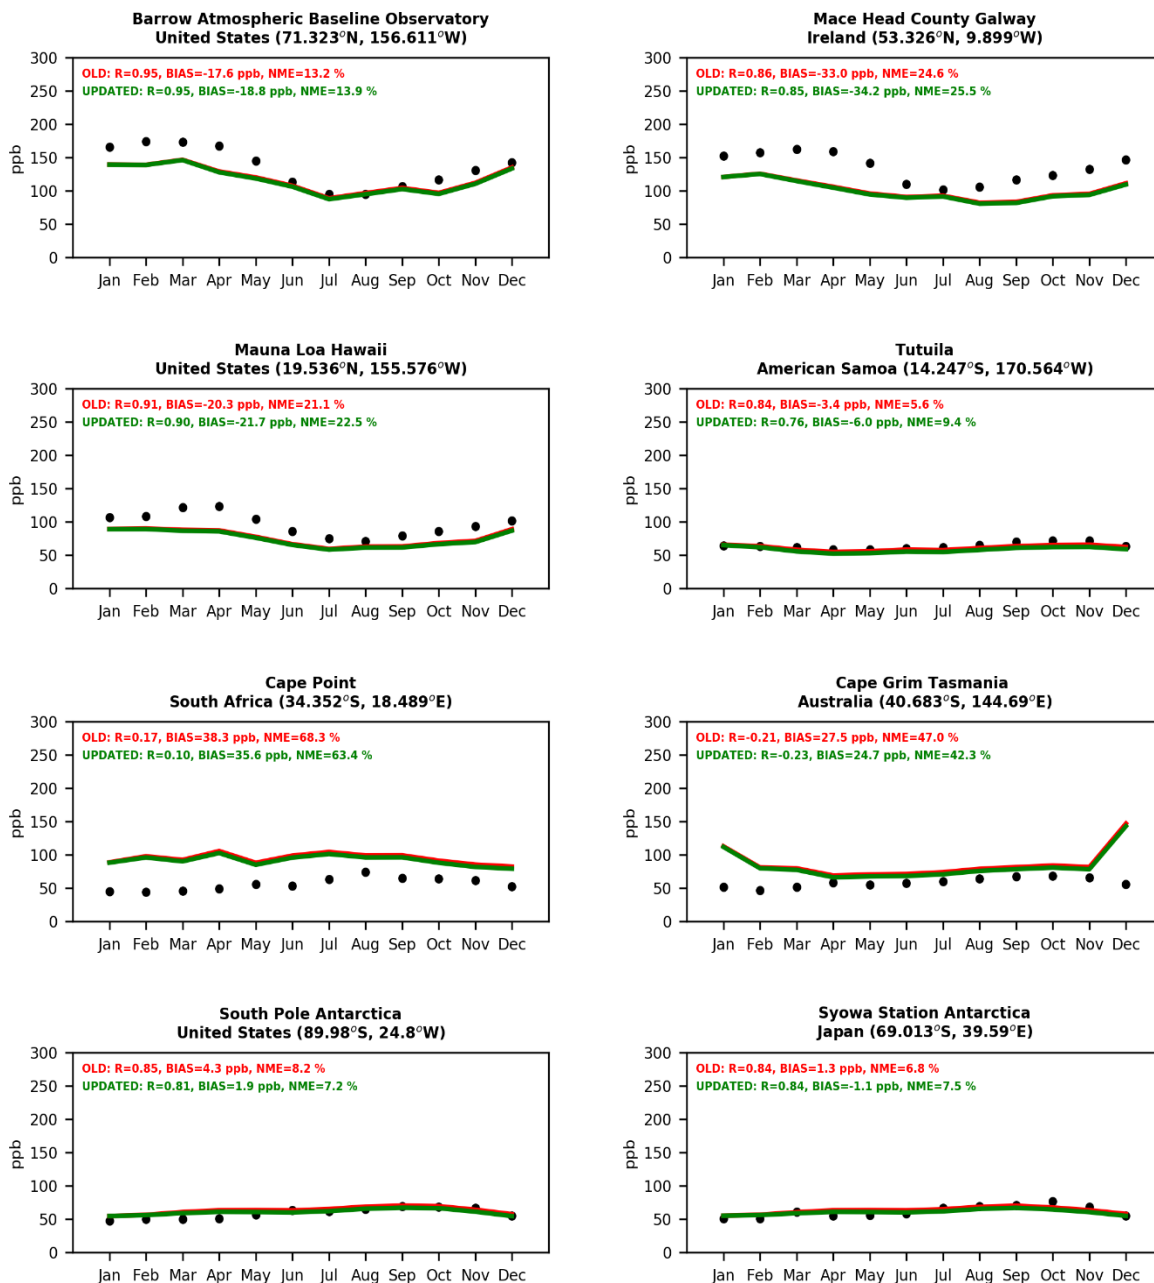 Barrow Atmospheric Baseline Observatory
United States (71.323°N, 156.611°W)
300
250
200
150
100
50
0
ppb
OLD: R=0.95, BIAS=-17.6 ppb, NME=13.2 %
UPDATED: R=0.95, BIAS=-18.8 ppb, NME=13.9 %
Jan Feb Mar Apr May Jun Jul Aug Sep Oct Nov Dec
Mace Head County Galway
Ireland (53.326°N, 9.899°W)
300
250
200
150
100
50
0
ppb
OLD: R=0.86, BIAS=-33.0 ppb, NME=24.6 %
UPDATED: R=0.85, BIAS=-34.2 ppb, NME=25.5 %
Jan Feb Mar Apr May Jun Jul Aug Sep Oct Nov Dec
Mauna Loa Hawaii
United States (19.536°N, 155.576°W)
300
250
200
150
100
50
0
ppb
OLD: R=0.91, BIAS=-20.3 ppb, NME=21.1 %
UPDATED: R=0.90, BIAS=-21.7 ppb, NME=22.5 %
Jan Feb Mar Apr May Jun Jul Aug Sep Oct Nov Dec
Tutuila
American Samoa (14.247°S, 170.564°W)
300
250
200
150
100
50
0
ppb
OLD: R=0.84, BIAS=-3.4 ppb, NME=5.6 %
UPDATED: R=0.76, BIAS=-6.0 ppb, NME=9.4 %
Jan Feb Mar Apr May Jun Jul Aug Sep Oct Nov Dec
Cape Point
South Africa (34.352°S, 18.489°E)
300
250
200
150
100
50
0
ppb
OLD: R=0.17, BIAS=38.3 ppb, NME=68.3 %
UPDATED: R=0.10, BIAS=35.6 ppb, NME=63.4 %
Jan Feb Mar Apr May Jun Jul Aug Sep Oct Nov Dec
Cape Grim Tasmania
Australia (40.683°S, 144.69°E)
300
250
200
150
100
50
0
ppb
OLD: R=-0.21, BIAS=27.5 ppb, NME=47.0 %
UPDATED: R=-0.23, BIAS=24.7 ppb, NME=42.3 %
Jan Feb Mar Apr May Jun Jul Aug Sep Oct Nov Dec
South Pole Antarctica
United States (89.98°S, 24.8°W)
300
250
200
150
100
50
0
ppb
OLD: R=0.85, BIAS=4.3 ppb, NME=8.2 %
UPDATED: R=0.81, BIAS=1.9 ppb, NME=7.2 %
Jan Feb Mar Apr May Jun Jul Aug Sep Oct Nov Dec
Syowa Station Antarctica
Japan (69.013°S, 39.59°E)
300
250
200
150
100
50
0
ppb
OLD: R=0.84, BIAS=1.3 ppb, NME=6.8 %
UPDATED: R=0.84, BIAS=-1.1 ppb, NME=7.5 %
Jan Feb Mar Apr May Jun Jul Aug Sep Oct Nov Dec